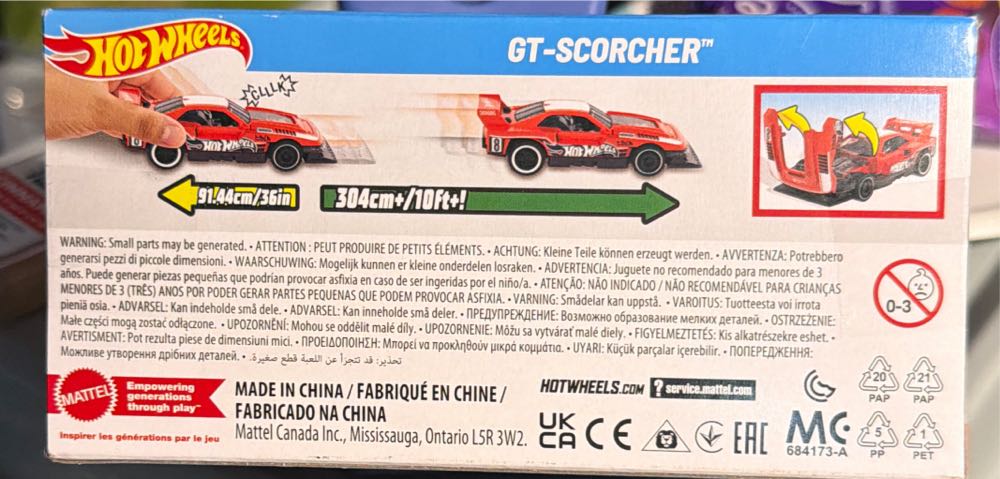 HOT WHEELS
GT-SCORCHER™
CLLLK
8
HOT WHEELS
8
HOT WHEELS
91.44cm/36in
304cm+/10ft+!
WARNING: Small parts may be generated. • ATTENTION : PEUT PRODUIRE DE PETITS ÉLÉMENTS. • ACHTUNG: Kleine Teile können erzeugt werden. • AVVERTENZA: Potrebbero
generarsi pezzi di piccole dimensioni. • WAARSCHUWING: Mogelijk kunnen er kleine onderdelen losraken. • ADVERTENCIA: Juguete no recomendado para menores de 3
años. Puede generar piezas pequeñas que podrían provocar asfixia en caso de ser ingeridas por el niño/a. • ATENÇÃO: NÃO INDICADO / NÃO RECOMENDÁVEL PARA CRIANÇAS
MENORES DE 3 (TRÊS) ANOS POR PODER GERAR PARTES PEQUENAS QUE PODEM PROVOCAR ASFIXIA. • VARNING: Smådelar kan uppstå. • VAROITUS: Tuotteesta voi irrota
pieniä osia. • ADVARSEL: Kan indeholde små dele. • ADVARSEL: Kan inneholde små deler. • ПРЕДУПРЕЖДЕНИЕ: Возможно образование мелких деталей. • OSTRZEŻENIE:
Małe części mogą zostać odłączone. • UPOZORNĚNÍ: Mohou se oddělit malé díly. • UPOZORNENIE: Môžu sa vytvárať malé diely. • FIGYELMEZTETÉS: Kis alkatrészekre eshet. •
AVERTISMENT: Pot rezulta piese de dimensiuni mici. • ΠΡΟΕΙΔΟΠΟΙΗΣΗ: Μπορεί να προκληθούν μικρά κομμάτια. • UYARI: Küçük parçalar içerebilir. • ПОПЕРЕДЖЕННЯ:
Можливе утворення дрібних деталей. • تحذير: قد تتجزأ عن اللعبة قطع صغيرة.
0-3
MATTEL
Empowering
generations
through play™
Inspirer les générations par le jeu
MADE IN CHINA / FABRIQUÉ EN CHINE /
FABRICADO NA CHINA
Mattel Canada Inc., Mississauga, Ontario L5R 3W2.
HOTWHEELS.COM
? service.mattel.com
UK
CA
CE
EAC
MC
684173-A
20
PAP
21
PAP
5
PP
1
PET